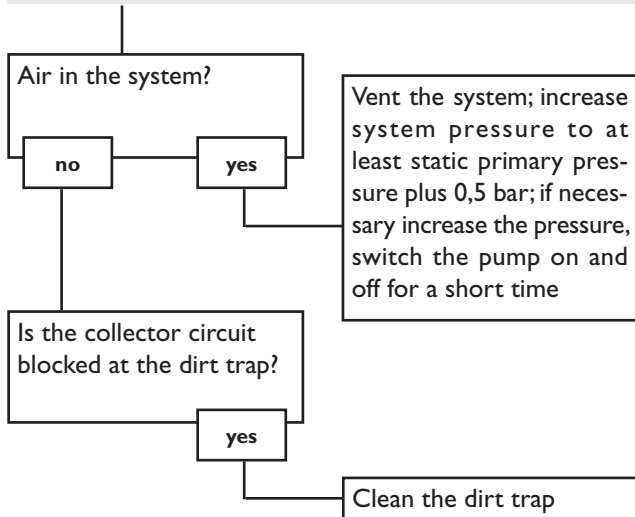 Air in the system?
no
yes
Vent the system; increase
system pressure to at
least static primary pres-
sure plus 0,5 bar; if neces-
sary increase the pressure,
switch the pump on and
off for a short time
Is the collector circuit
blocked at the dirt trap?
yes
Clean the dirt trap